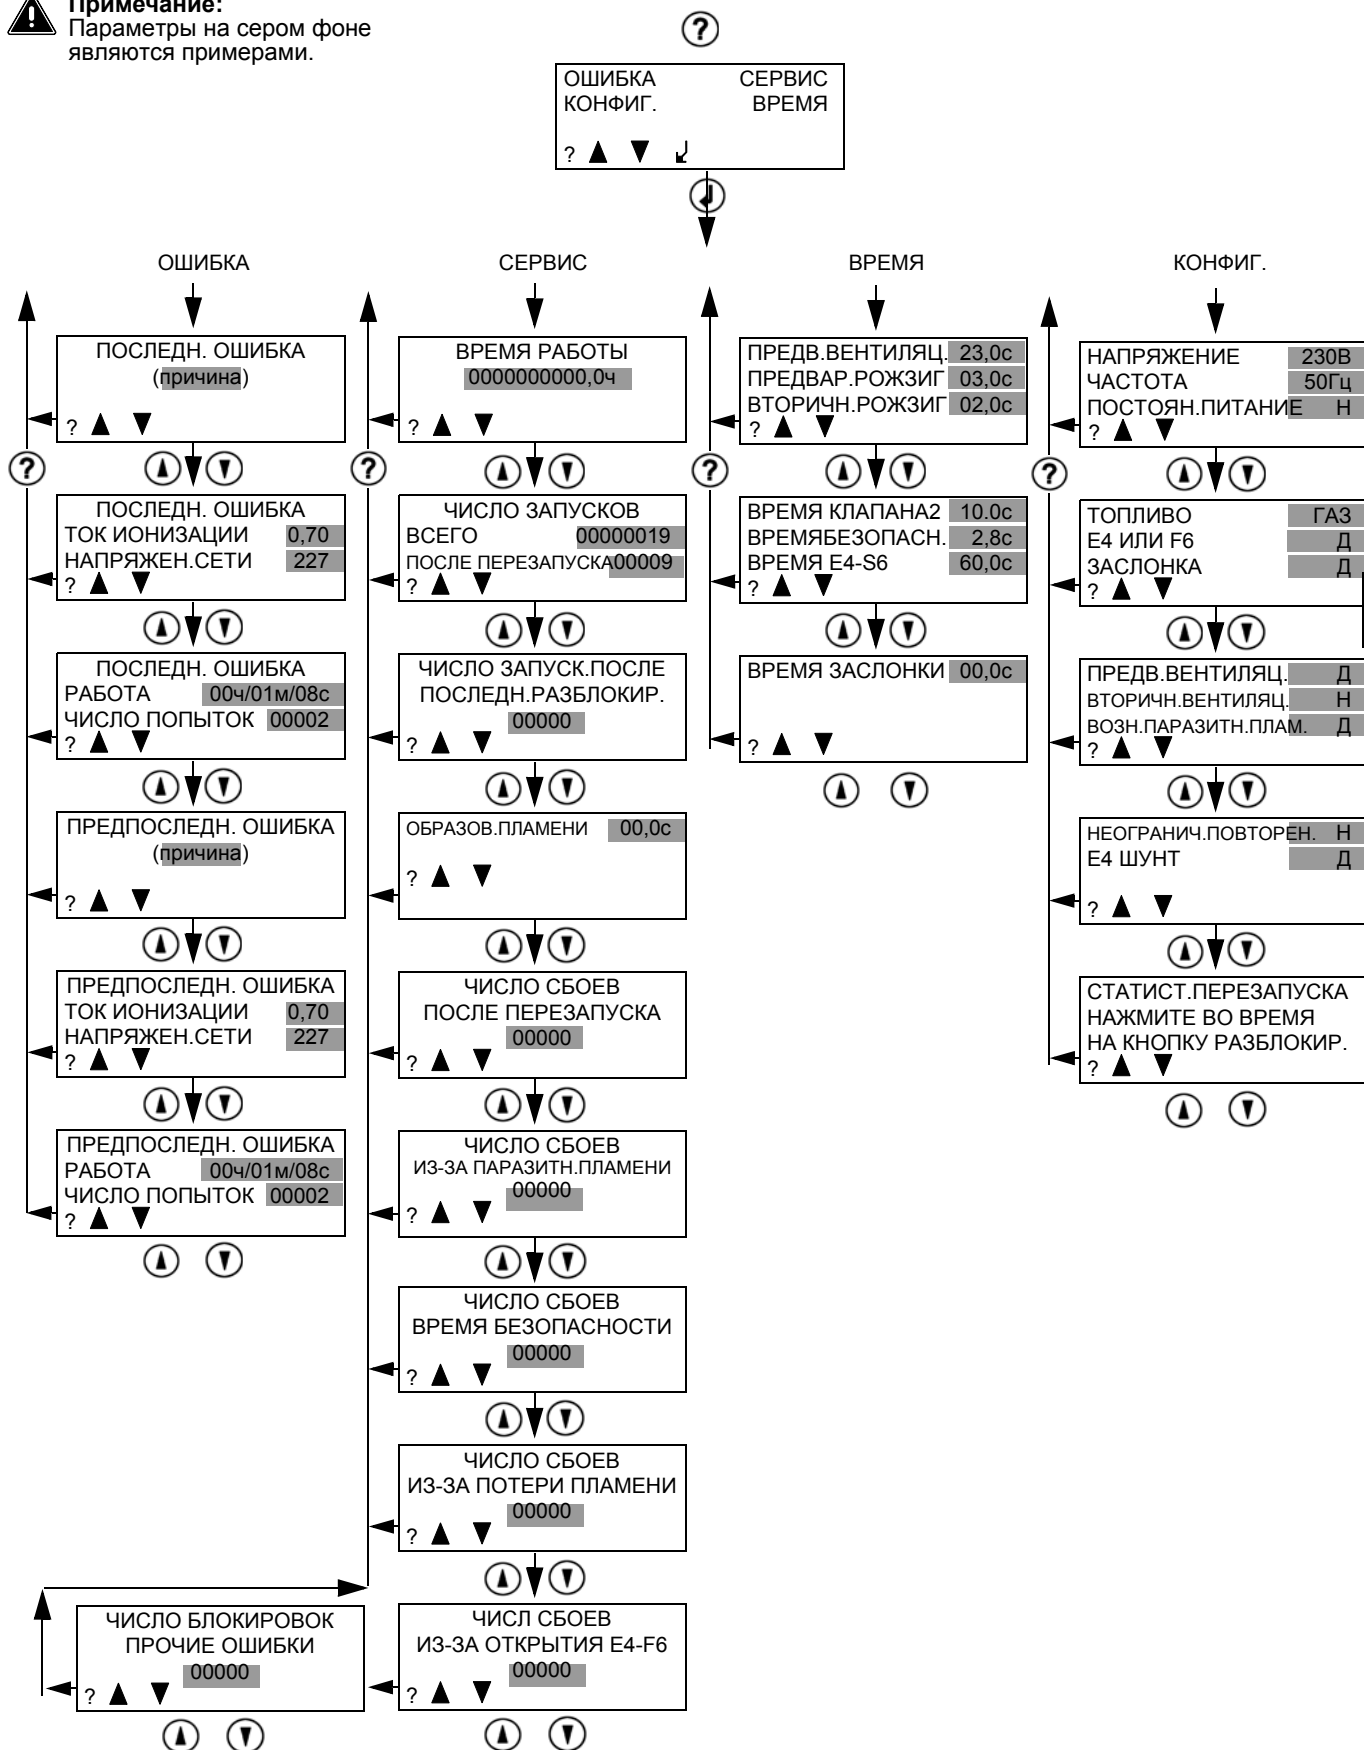 Примечание:
Параметры на сером фоне
являются примерами.
?
ОШИБКА СЕРВИС
КОНФИГ. ВРЕМЯ
?
ОШИБКА
ПОСЛЕДН. ОШИБКА
(причина)
?
?
ПОСЛЕДН. ОШИБКА
ТОК ИОНИЗАЦИИ 0,70
НАПРЯЖЕН.СЕТИ 227
?
ПОСЛЕДН. ОШИБКА
РАБОТА 00ч/01м/08с
ЧИСЛО ПОПЫТОК 00002
?
ПРЕДПОСЛЕДН. ОШИБКА
(причина)
?
ПРЕДПОСЛЕДН. ОШИБКА
ТОК ИОНИЗАЦИИ 0,70
НАПРЯЖЕН.СЕТИ 227
?
ПРЕДПОСЛЕДН. ОШИБКА
РАБОТА 00ч/01м/08с
ЧИСЛО ПОПЫТОК 00002
?
СЕРВИС
ВРЕМЯ РАБОТЫ
0000000000,0ч
?
?
ЧИСЛО ЗАПУСКОВ
ВСЕГО 00000019
ПОСЛЕ ПЕРЕЗАПУСКА00009
?
ЧИСЛО ЗАПУСК.ПОСЛЕ
ПОСЛЕДН.РАЗБЛОКИР.
00000
?
ОБРАЗОВ.ПЛАМЕНИ 00,0с
?
ЧИСЛО СБОЕВ
ПОСЛЕ ПЕРЕЗАПУСКА
00000
?
ЧИСЛО СБОЕВ
ИЗ-ЗА ПАРАЗИТН.ПЛАМЕНИ
00000
?
ЧИСЛО СБОЕВ
ВРЕМЯ БЕЗОПАСНОСТИ
00000
?
ЧИСЛО СБОЕВ
ИЗ-ЗА ПОТЕРИ ПЛАМЕНИ
00000
?
ЧИСЛ СБОЕВ
ИЗ-ЗА ОТКРЫТИЯ E4-F6
00000
?
ЧИСЛО БЛОКИРОВОК
ПРОЧИЕ ОШИБКИ
00000
?
ВРЕМЯ
ПРЕДВ.ВЕНТИЛЯЦ. 23,0с
ПРЕДВАР.РОЖЗИГ 03,0с
ВТОРИЧН.РОЖЗИГ 02,0с
?
?
ВРЕМЯ КЛАПАНА2 10.0с
ВРЕМЯБЕЗОПАСН. 2,8с
ВРЕМЯ E4-S6 60,0с
?
ВРЕМЯ ЗАСЛОНКИ 00,0с
?
КОНФИГ.
НАПРЯЖЕНИЕ 230В
ЧАСТОТА 50Гц
ПОСТОЯН.ПИТАНИЕ Н
?
?
ТОПЛИВО ГАЗ
E4 ИЛИ F6 Д
ЗАСЛОНКА Д
?
ПРЕДВ.ВЕНТИЛЯЦ. Д
ВТОРИЧН.ВЕНТИЛЯЦ. Н
ВОЗН.ПАРАЗИТН.ПЛАМ. Д
?
НЕОГРАНИЧ.ПОВТОРЕН. Н
E4 ШУНТ Д
?
СТАТИСТ.ПЕРЕЗАПУСКА
НАЖМИТЕ ВО ВРЕМЯ
НА КНОПКУ РАЗБЛОКИР.
?